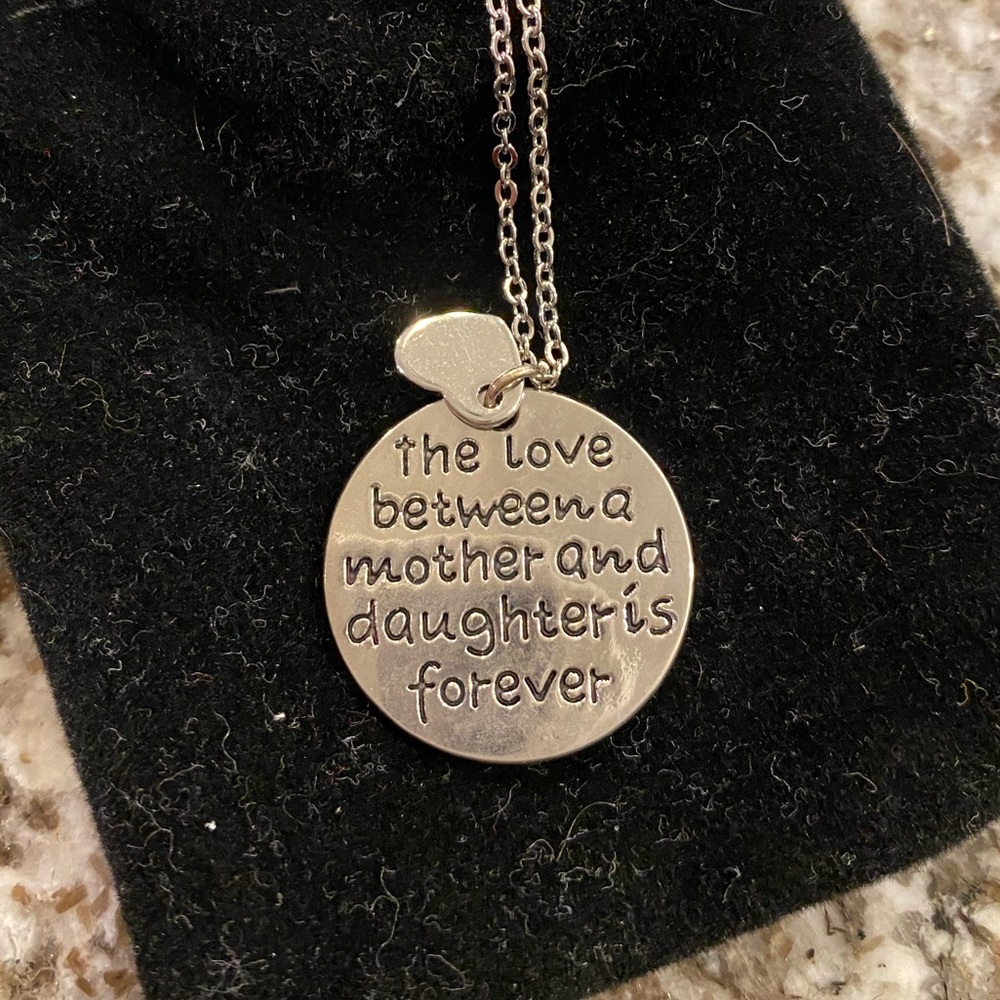 the love
between a
mother and
daughter is
forever